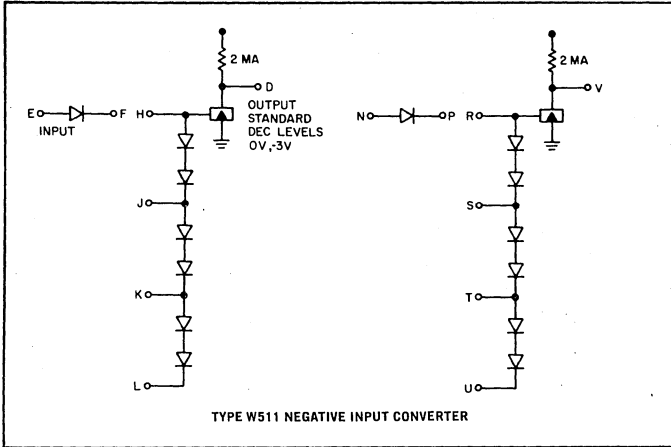 2 MA
D
E
F
H
INPUT
OUTPUT
STANDARD
DEC LEVELS
0V,-3V
J
K
L
2 MA
V
N
P
R
S
T
U
TYPE W511 NEGATIVE INPUT CONVERTER